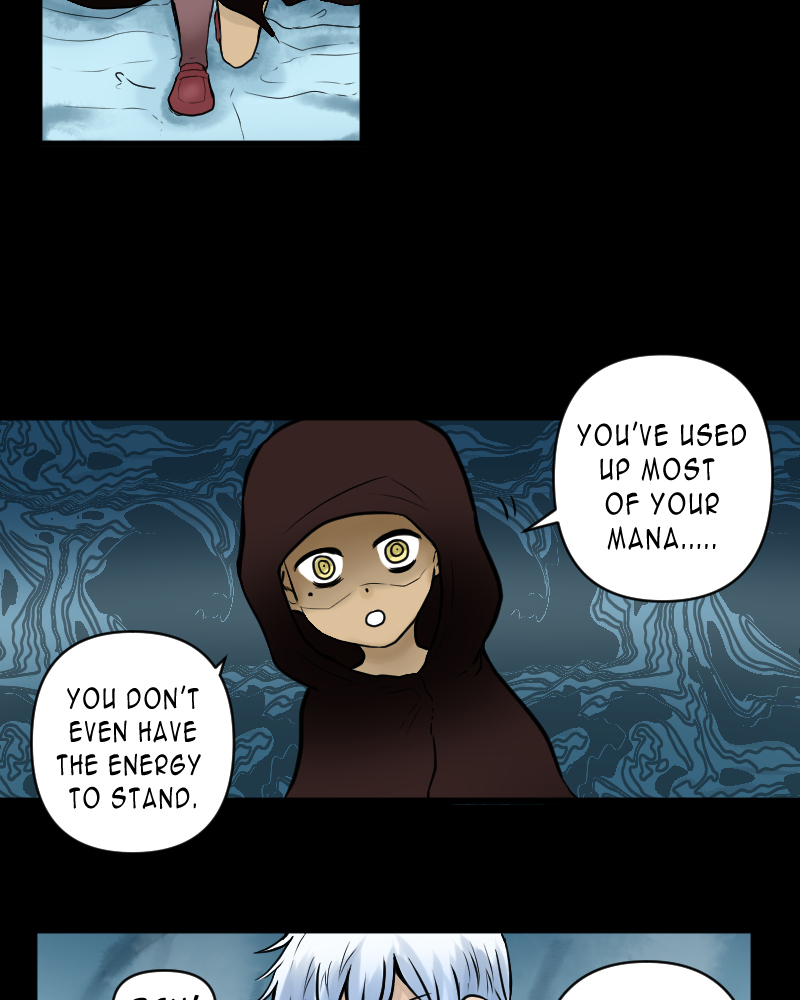 YOU'VE USED
UP MOST
OF YOUR
MANA.....
YOU DON'T
EVEN HAVE
THE ENERGY
TO STAND.